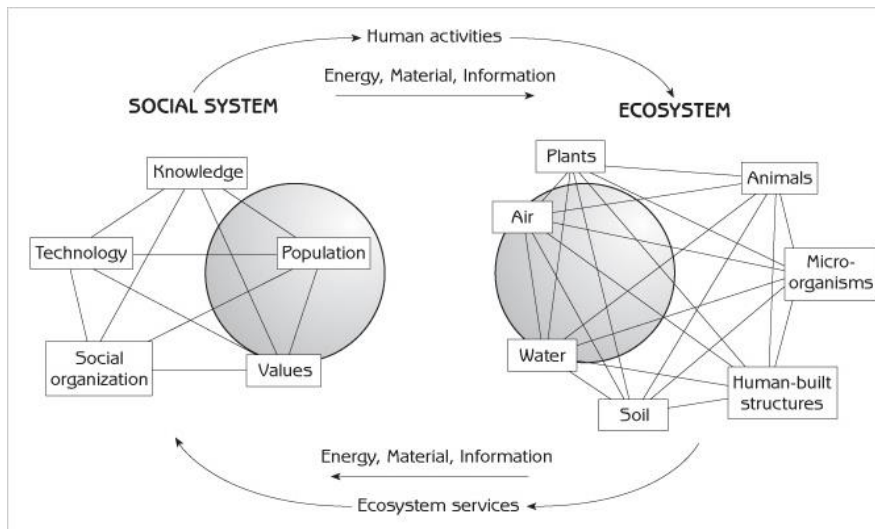 Human activities
Energy, Material, Information
SOCIAL SYSTEM
ECOSYSTEM
Knowledge
Technology
Population
Social
organization
Values
Plants
Animals
Air
Micro-
organisms
Water
Human-built
structures
Soil
Energy, Material, Information
Ecosystem services